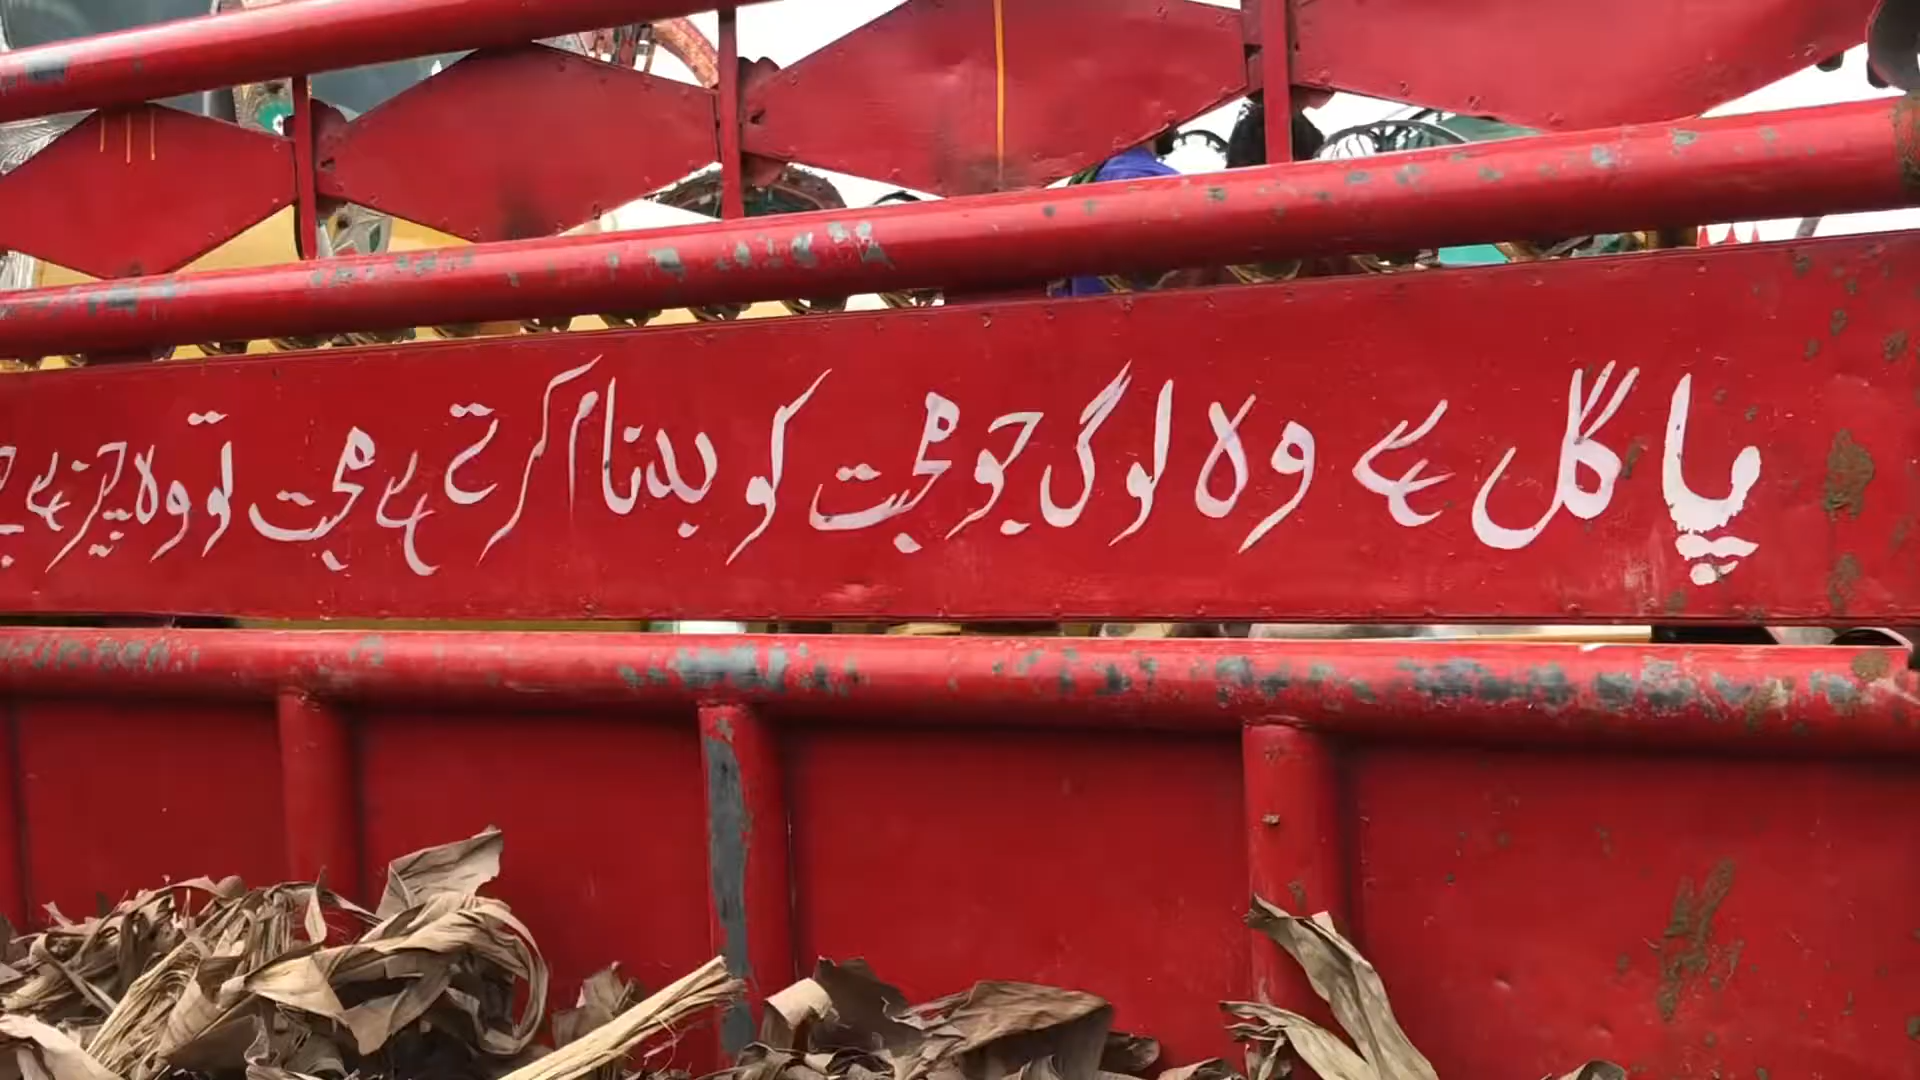 پاگل ہے وہ لوگ جو محبت کو بدنام کرتے ہے محبت تو وہ چیز ہے